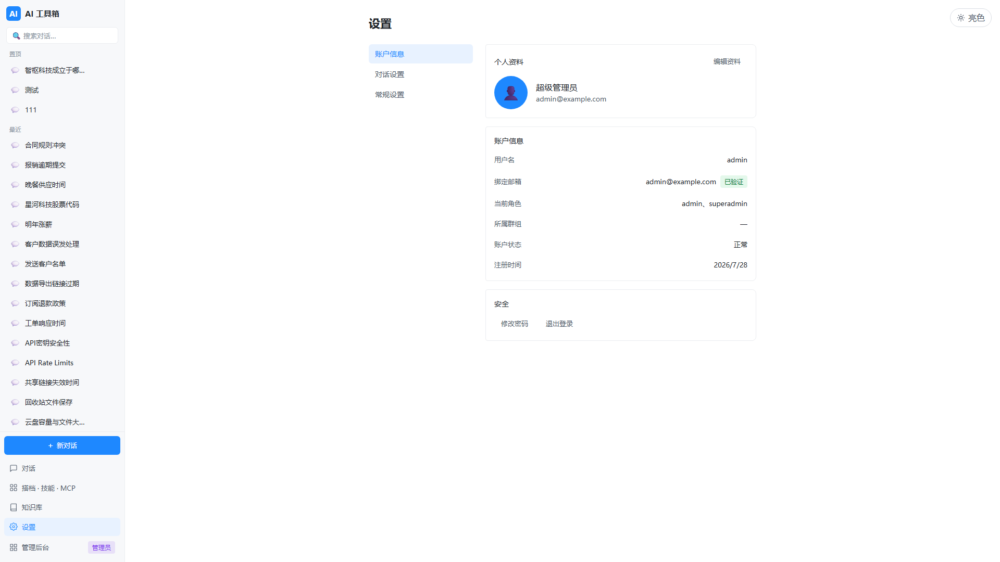 AI AI 工具箱
搜索对话...
置顶
智枢科技成立于哪...
测试
111
最近
合同规则冲突
报销逾期提交
晚餐供应时间
星河科技股票代码
明年涨薪
客户数据误发处理
发送客户名单
数据导出链接过期
订阅退款政策
工单响应时间
API密钥安全性
API Rate Limits
共享链接失效时间
回收站文件保存
云盘容量与文件大...
+ 新对话
对话
搭档 · 技能 · MCP
知识库
设置
管理后台 管理员
设置
亮色
账户信息
对话设置
常规设置
个人资料 编辑资料
超级管理员
admin@example.com
账户信息
用户名 admin
绑定邮箱 admin@example.com 已验证
当前角色 admin、superadmin
所属群组 —
账户状态 正常
注册时间 2026/7/28
安全
修改密码 退出登录